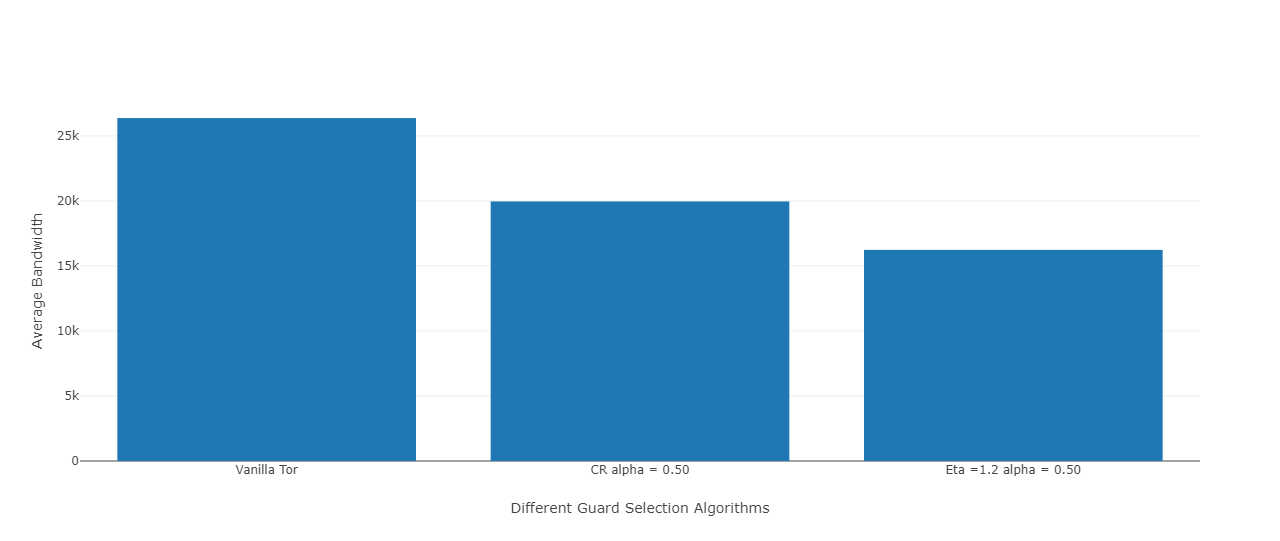 25k
20k
15k
10k
5k
0
Average Bandwidth
Vanilla Tor
CR alpha = 0.50
Eta =1.2 alpha = 0.50
Different Guard Selection Algorithms